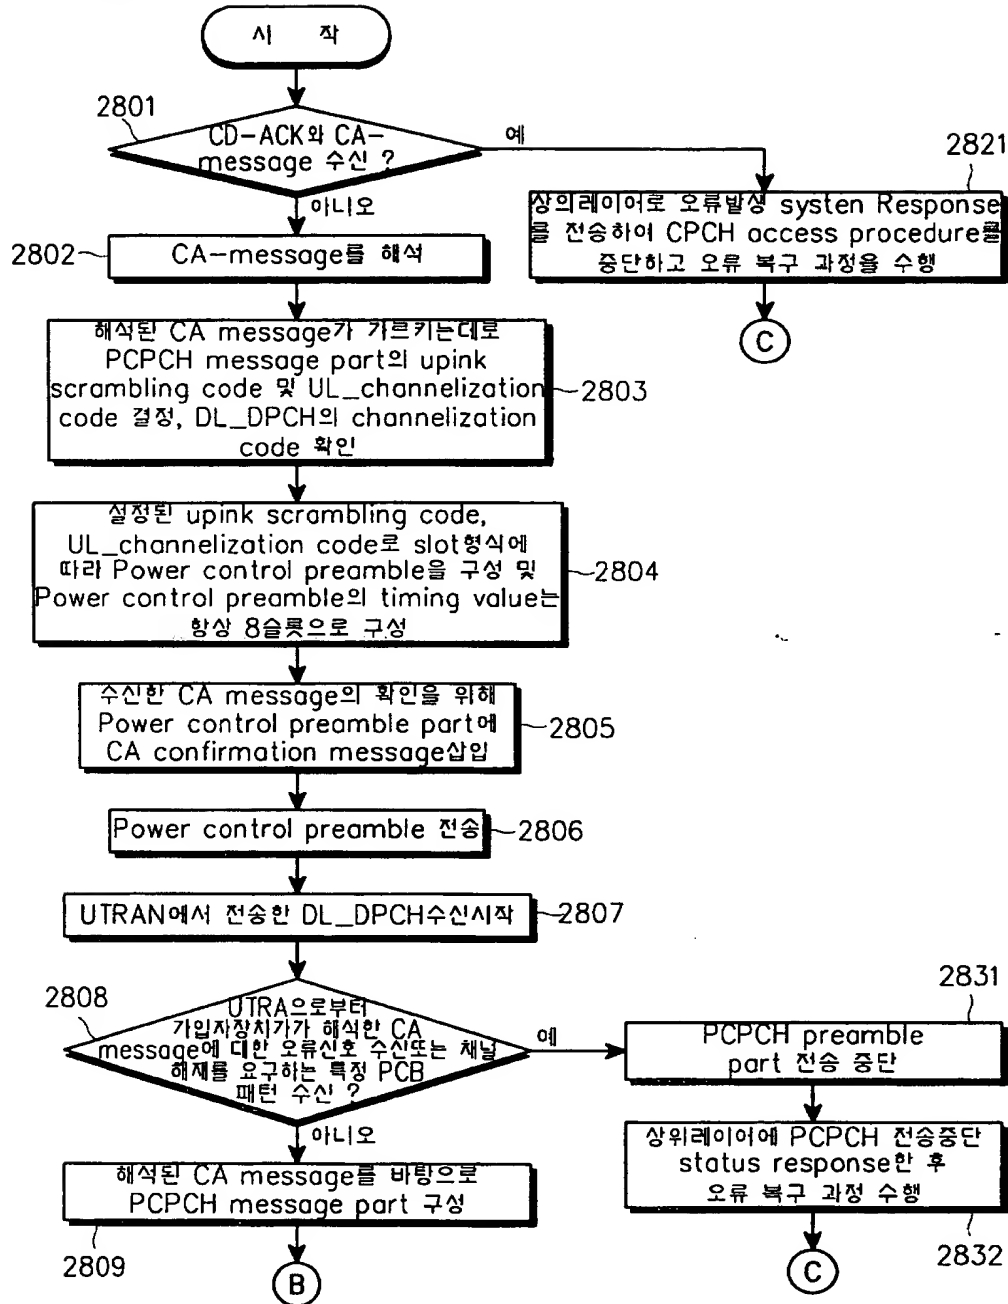 시 작
2801
CD-ACK와 CA-
message 수신 ?
예
아니오
2821
상의레이어로 오류발생 systen Response
를 전송하여 CPCH access procedure를
중단하고 오류 복구 과정을 수행
C
2802
CA-message를 해석
해석된 CA message가 가르키는데로
PCPCH message part의 upink
scrambling code 및 UL_channelization
code 결정, DL_DPCH의 channelization
code 확인
2803
설정된 upink scrambling code,
UL_channelization code로 slot형식에
따라 Power control preamble을 구성 및
Power control preamble의 timing value는
항상 8슬롯으로 구성
2804
수신한 CA message의 확인을 위해
Power control preamble part에
CA confirmation message삽입
2805
Power control preamble 전송
2806
UTRAN에서 전송한 DL_DPCH수신시작
2807
2808
UTRA으로부터
가입자장치가가 해석한 CA
message에 대한 오류신호 수신또는 채널
해제를 요구하는 특정 PCB
패턴 수신 ?
예
아니오
2831
PCPCH preamble
part 전송 중단
상위레이어에 PCPCH 전송중단
status response한 후
오류 복구 과정 수행
2832
C
해석된 CA message를 바탕으로
PCPCH message part 구성
2809
B